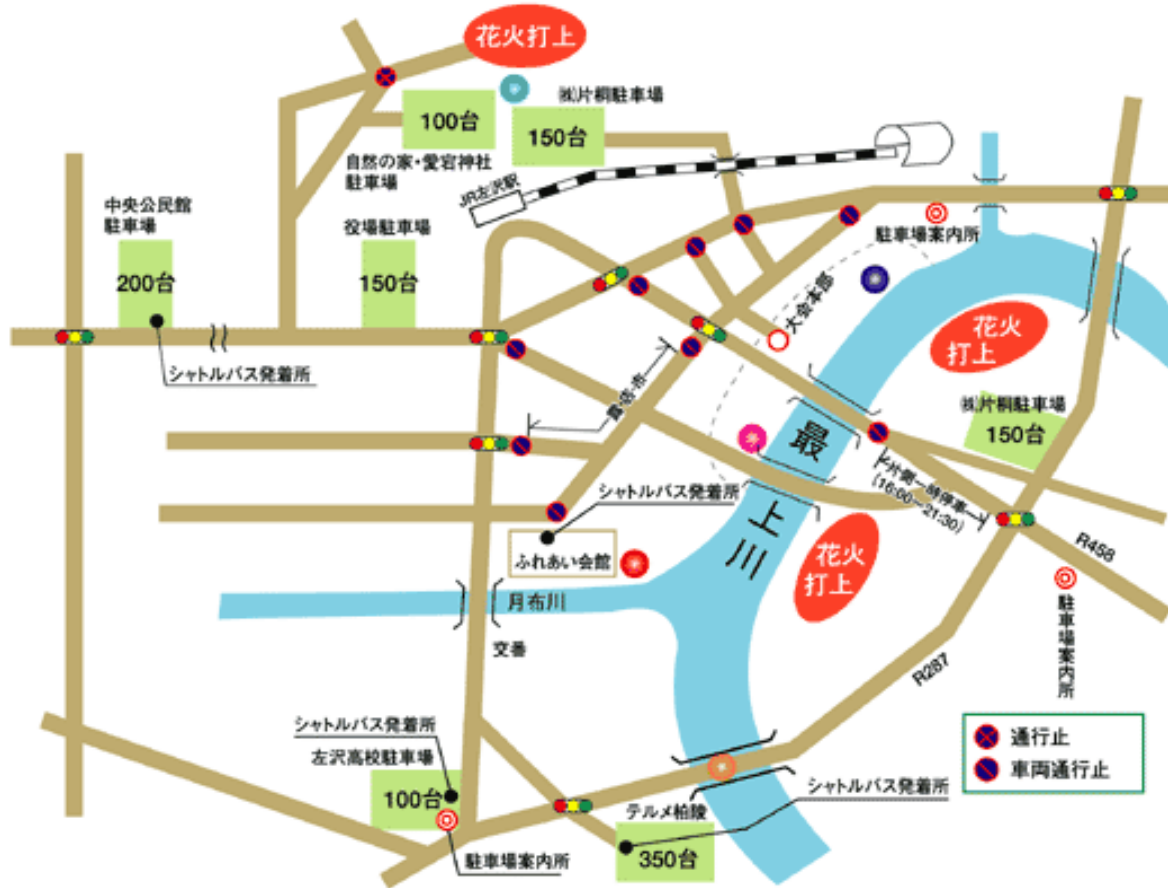 花火打上
㈱片桐駐車場
100台
150台
自然の家・愛宕神社
駐車場
JR左沢駅
中央公民館
駐車場
200台
役場駐車場
150台
駐車場案内所
大会本部
花火
打上
シャトルバス発着所
露店市
㈱片桐駐車場
150台
最上川
片側一時停車
(16:00～21:30)
シャトルバス発着所
ふれあい会館
花火
打上
R458
月布川
駐車場案内所
交番
R287
シャトルバス発着所
左沢高校駐車場
100台
通行止
車両通行止
シャトルバス発着所
テルメ柏陵
350台
駐車場案内所